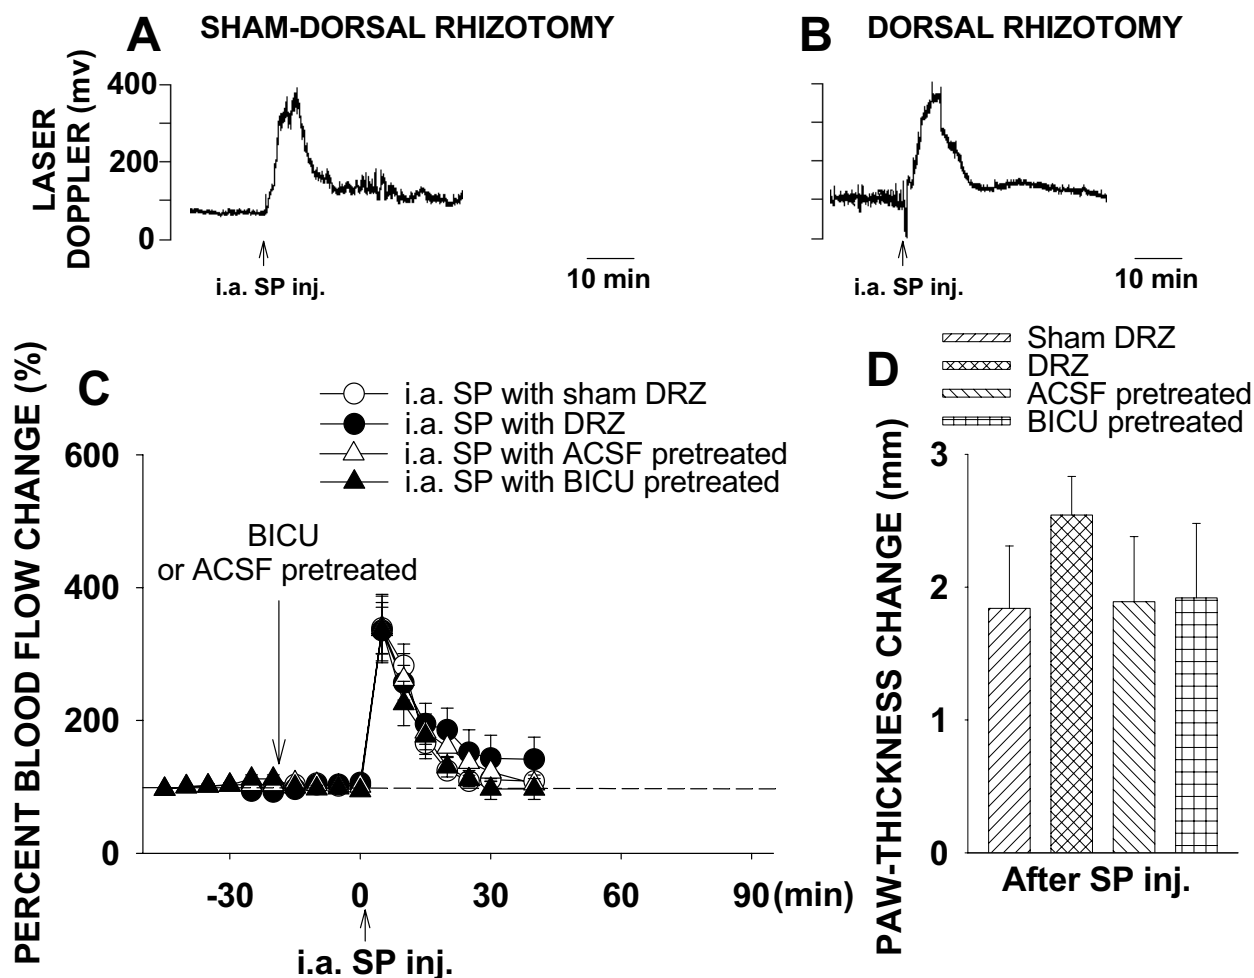 A SHAM-DORSAL RHIZOTOMY
LASER
DOPPLER (mv)
400
200
0
i.a. SP inj.
10 min
B DORSAL RHIZOTOMY
i.a. SP inj.
10 min
C
PERCENT BLOOD FLOW CHANGE (%)
i.a. SP with sham DRZ
i.a. SP with DRZ
i.a. SP with ACSF pretreated
i.a. SP with BICU pretreated
600
400
200
0
BICU
or ACSF pretreated
-30 0 30 60 90 (min)
i.a. SP inj.
D
Sham DRZ
DRZ
ACSF pretreated
BICU pretreated
PAW-THICKNESS CHANGE (mm)
3
2
1
0
After SP inj.